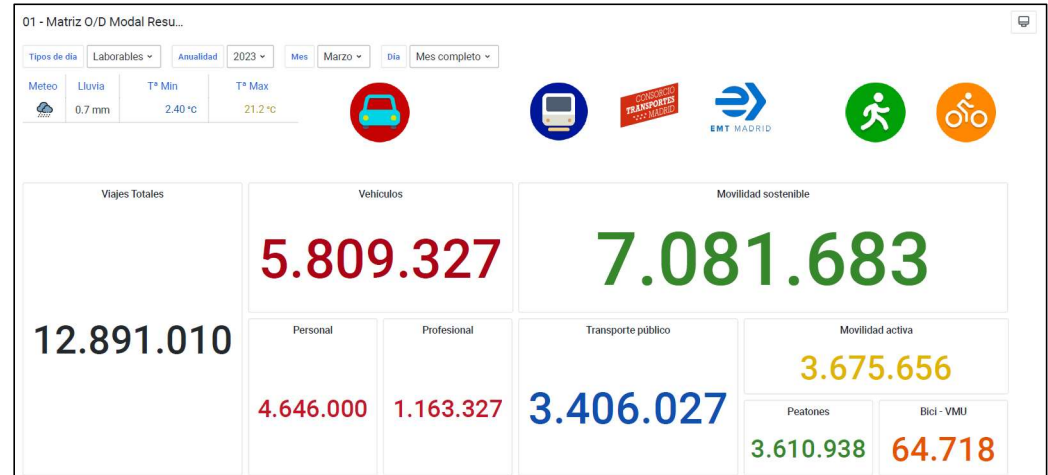 01 - Matriz O/D Modal Resu...
Tipos de día Laborables Anualidad 2023 Mes Marzo Día Mes completo
Meteo Lluvia Tª Min Tª Max
0.7 mm 2.40 °C 21.2 °C
CONSORCIO
TRANSPORTES
MADRID
EMT MADRID
Viajes Totales
12.891.010
Vehículos
5.809.327
Movilidad sostenible
7.081.683
Personal
4.646.000
Profesional
1.163.327
Transporte público
3.406.027
Movilidad activa
3.675.656
Peatones
3.610.938
Bici - VMU
64.718